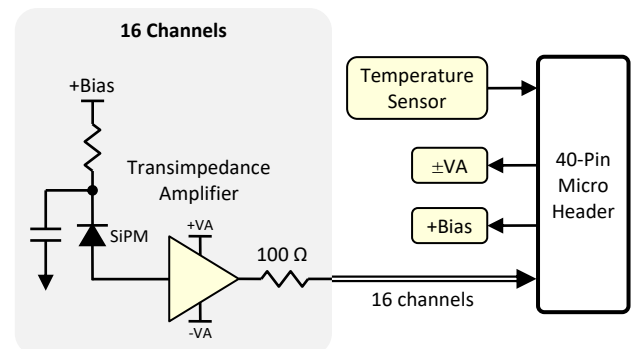 16 Channels
+Bias
Transimpedance
Amplifier
SiPM
+VA
-VA
100 Ω
16 channels
Temperature
Sensor
±VA
+Bias
40-Pin
Micro
Header